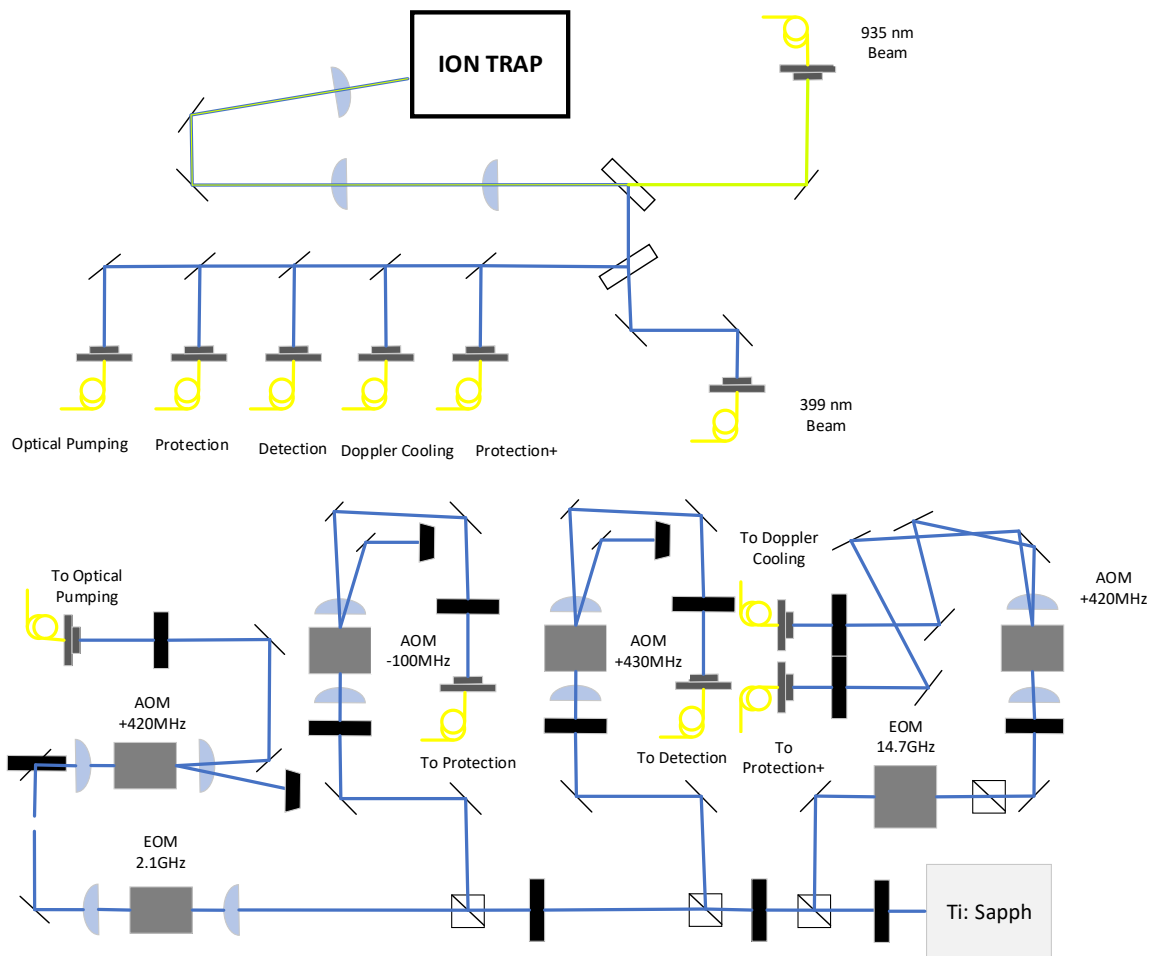 935 nm
Beam
ION TRAP
399 nm
Beam
Optical Pumping
Protection
Detection
Doppler Cooling
Protection+
To Optical
Pumping
AOM
+420MHz
AOM
-100MHz
To Protection
AOM
+430MHz
To Detection
To Doppler
Cooling
To
Protection+
AOM
+420MHz
EOM
14.7GHz
EOM
2.1GHz
Ti: Sapph